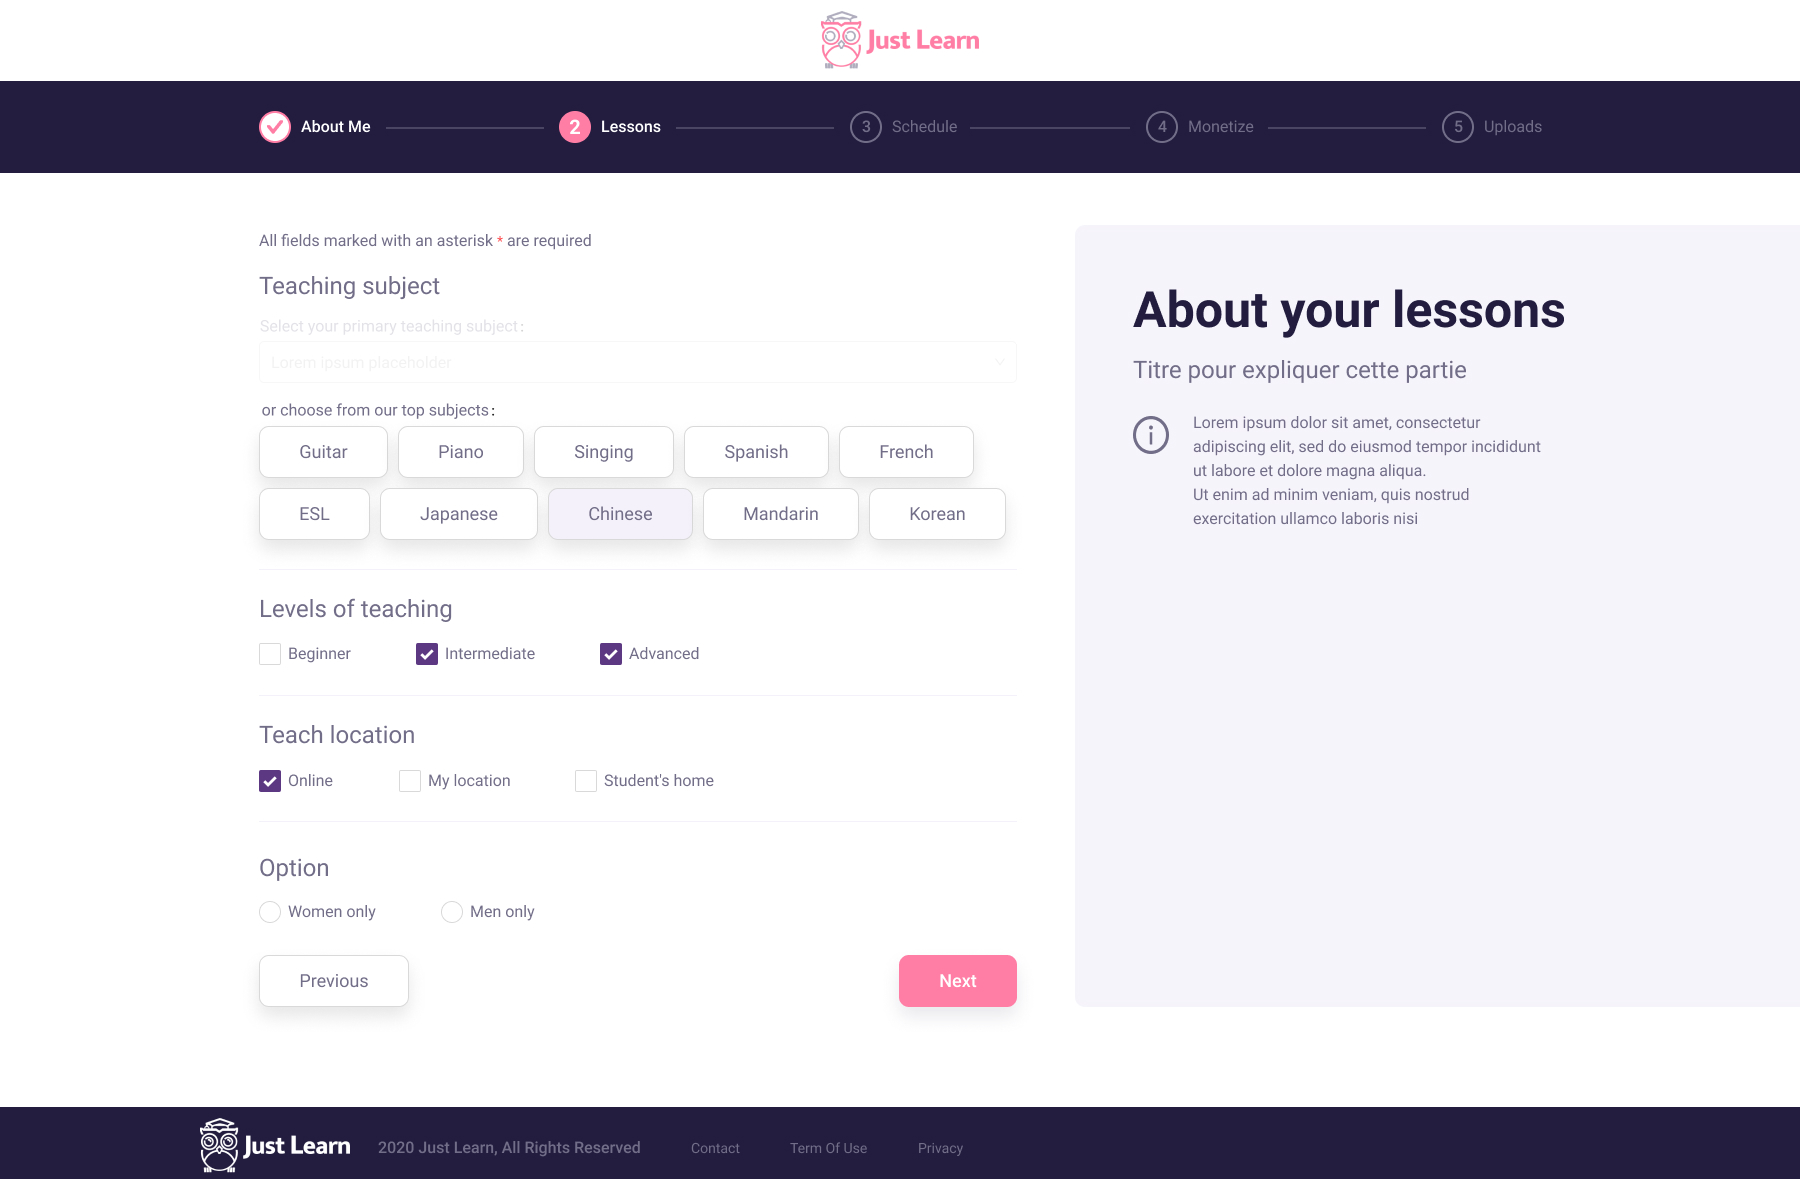 Just Learn
About Me
2 Lessons
3 Schedule
4 Monetize
5 Uploads
All fields marked with an asterisk * are required
Teaching subject
Select your primary teaching subject:
Lorem ipsum placeholder
or choose from our top subjects:
Guitar Piano Singing Spanish French
ESL Japanese Chinese Mandarin Korean
Levels of teaching
Beginner Intermediate Advanced
Teach location
Online My location Student's home
Option
Women only Men only
Previous Next
About your lessons
Titre pour expliquer cette partie
Lorem ipsum dolor sit amet, consectetur
adipiscing elit, sed do eiusmod tempor incididunt
ut labore et dolore magna aliqua.
Ut enim ad minim veniam, quis nostrud
exercitation ullamco laboris nisi
Just Learn 2020 Just Learn, All Rights Reserved Contact Term Of Use Privacy